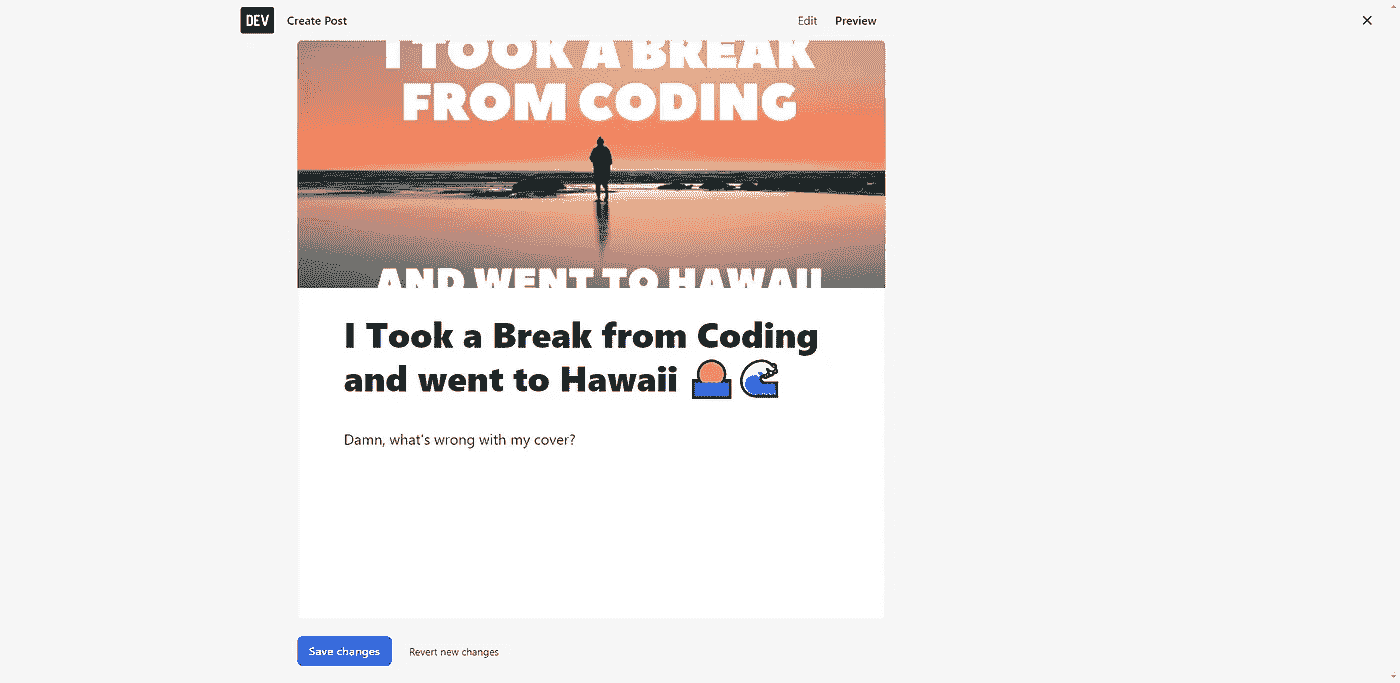 DEV Create Post Edit Preview
I TOOK A BREAK
FROM CODING
AND WENT TO HAWAII
I Took a Break from Coding
and went to Hawaii 🌅🌊
Damn, what's wrong with my cover?
Save changes Revert new changes